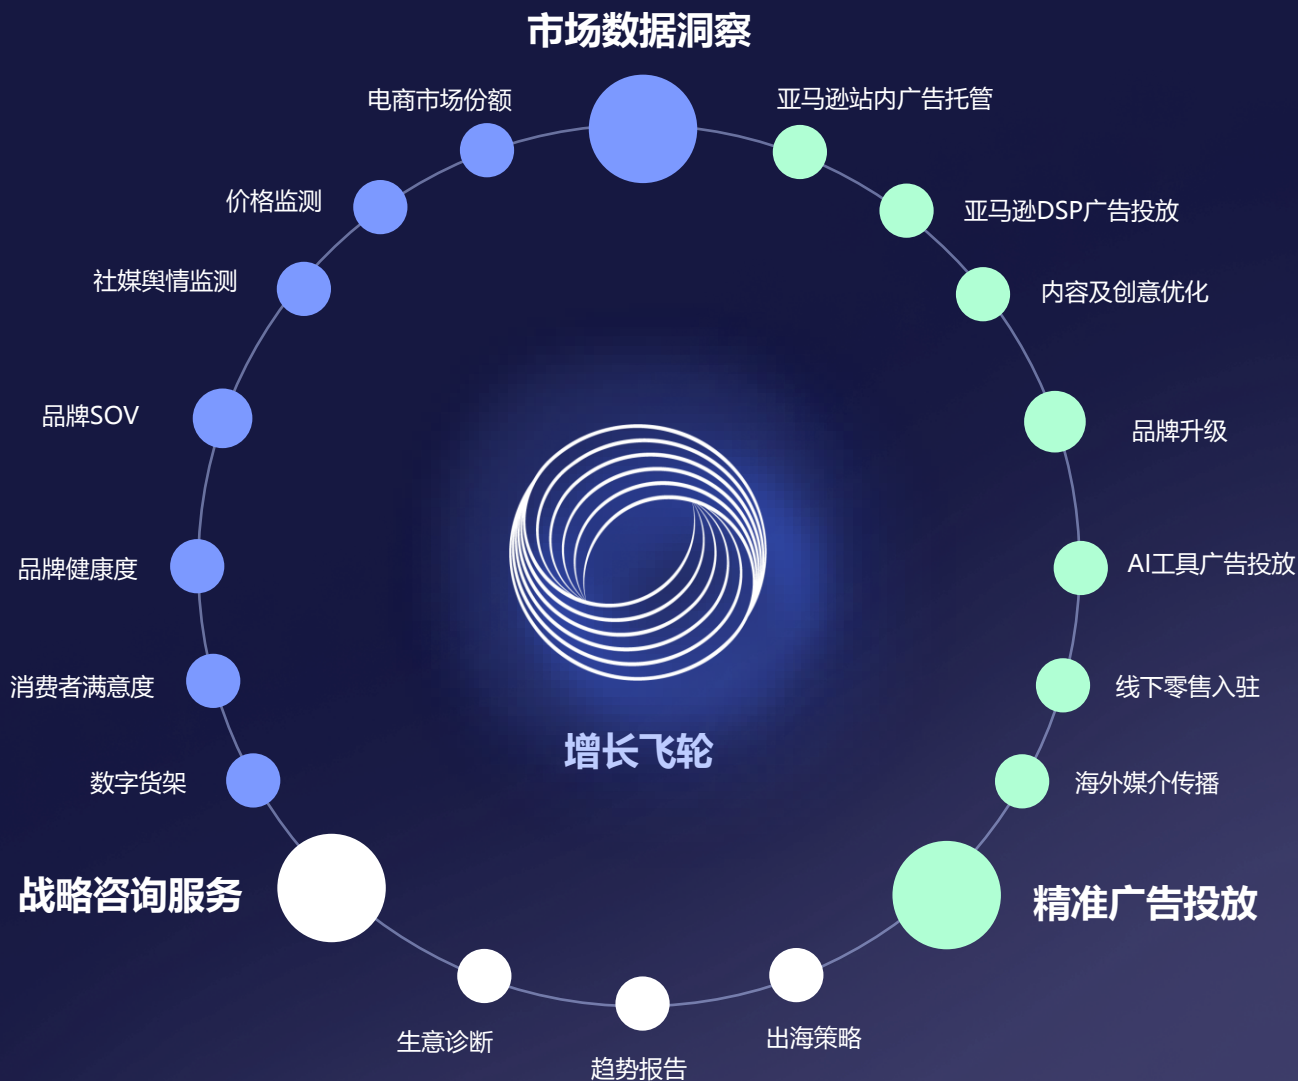 市场数据洞察
电商市场份额
亚马逊站内广告托管
价格监测
亚马逊DSP广告投放
社媒舆情监测
内容及创意优化
品牌SOV
品牌升级
品牌健康度
AI工具广告投放
消费者满意度
线下零售入驻
增长飞轮
数字货架
海外媒介传播
战略咨询服务
精准广告投放
生意诊断
趋势报告
出海策略